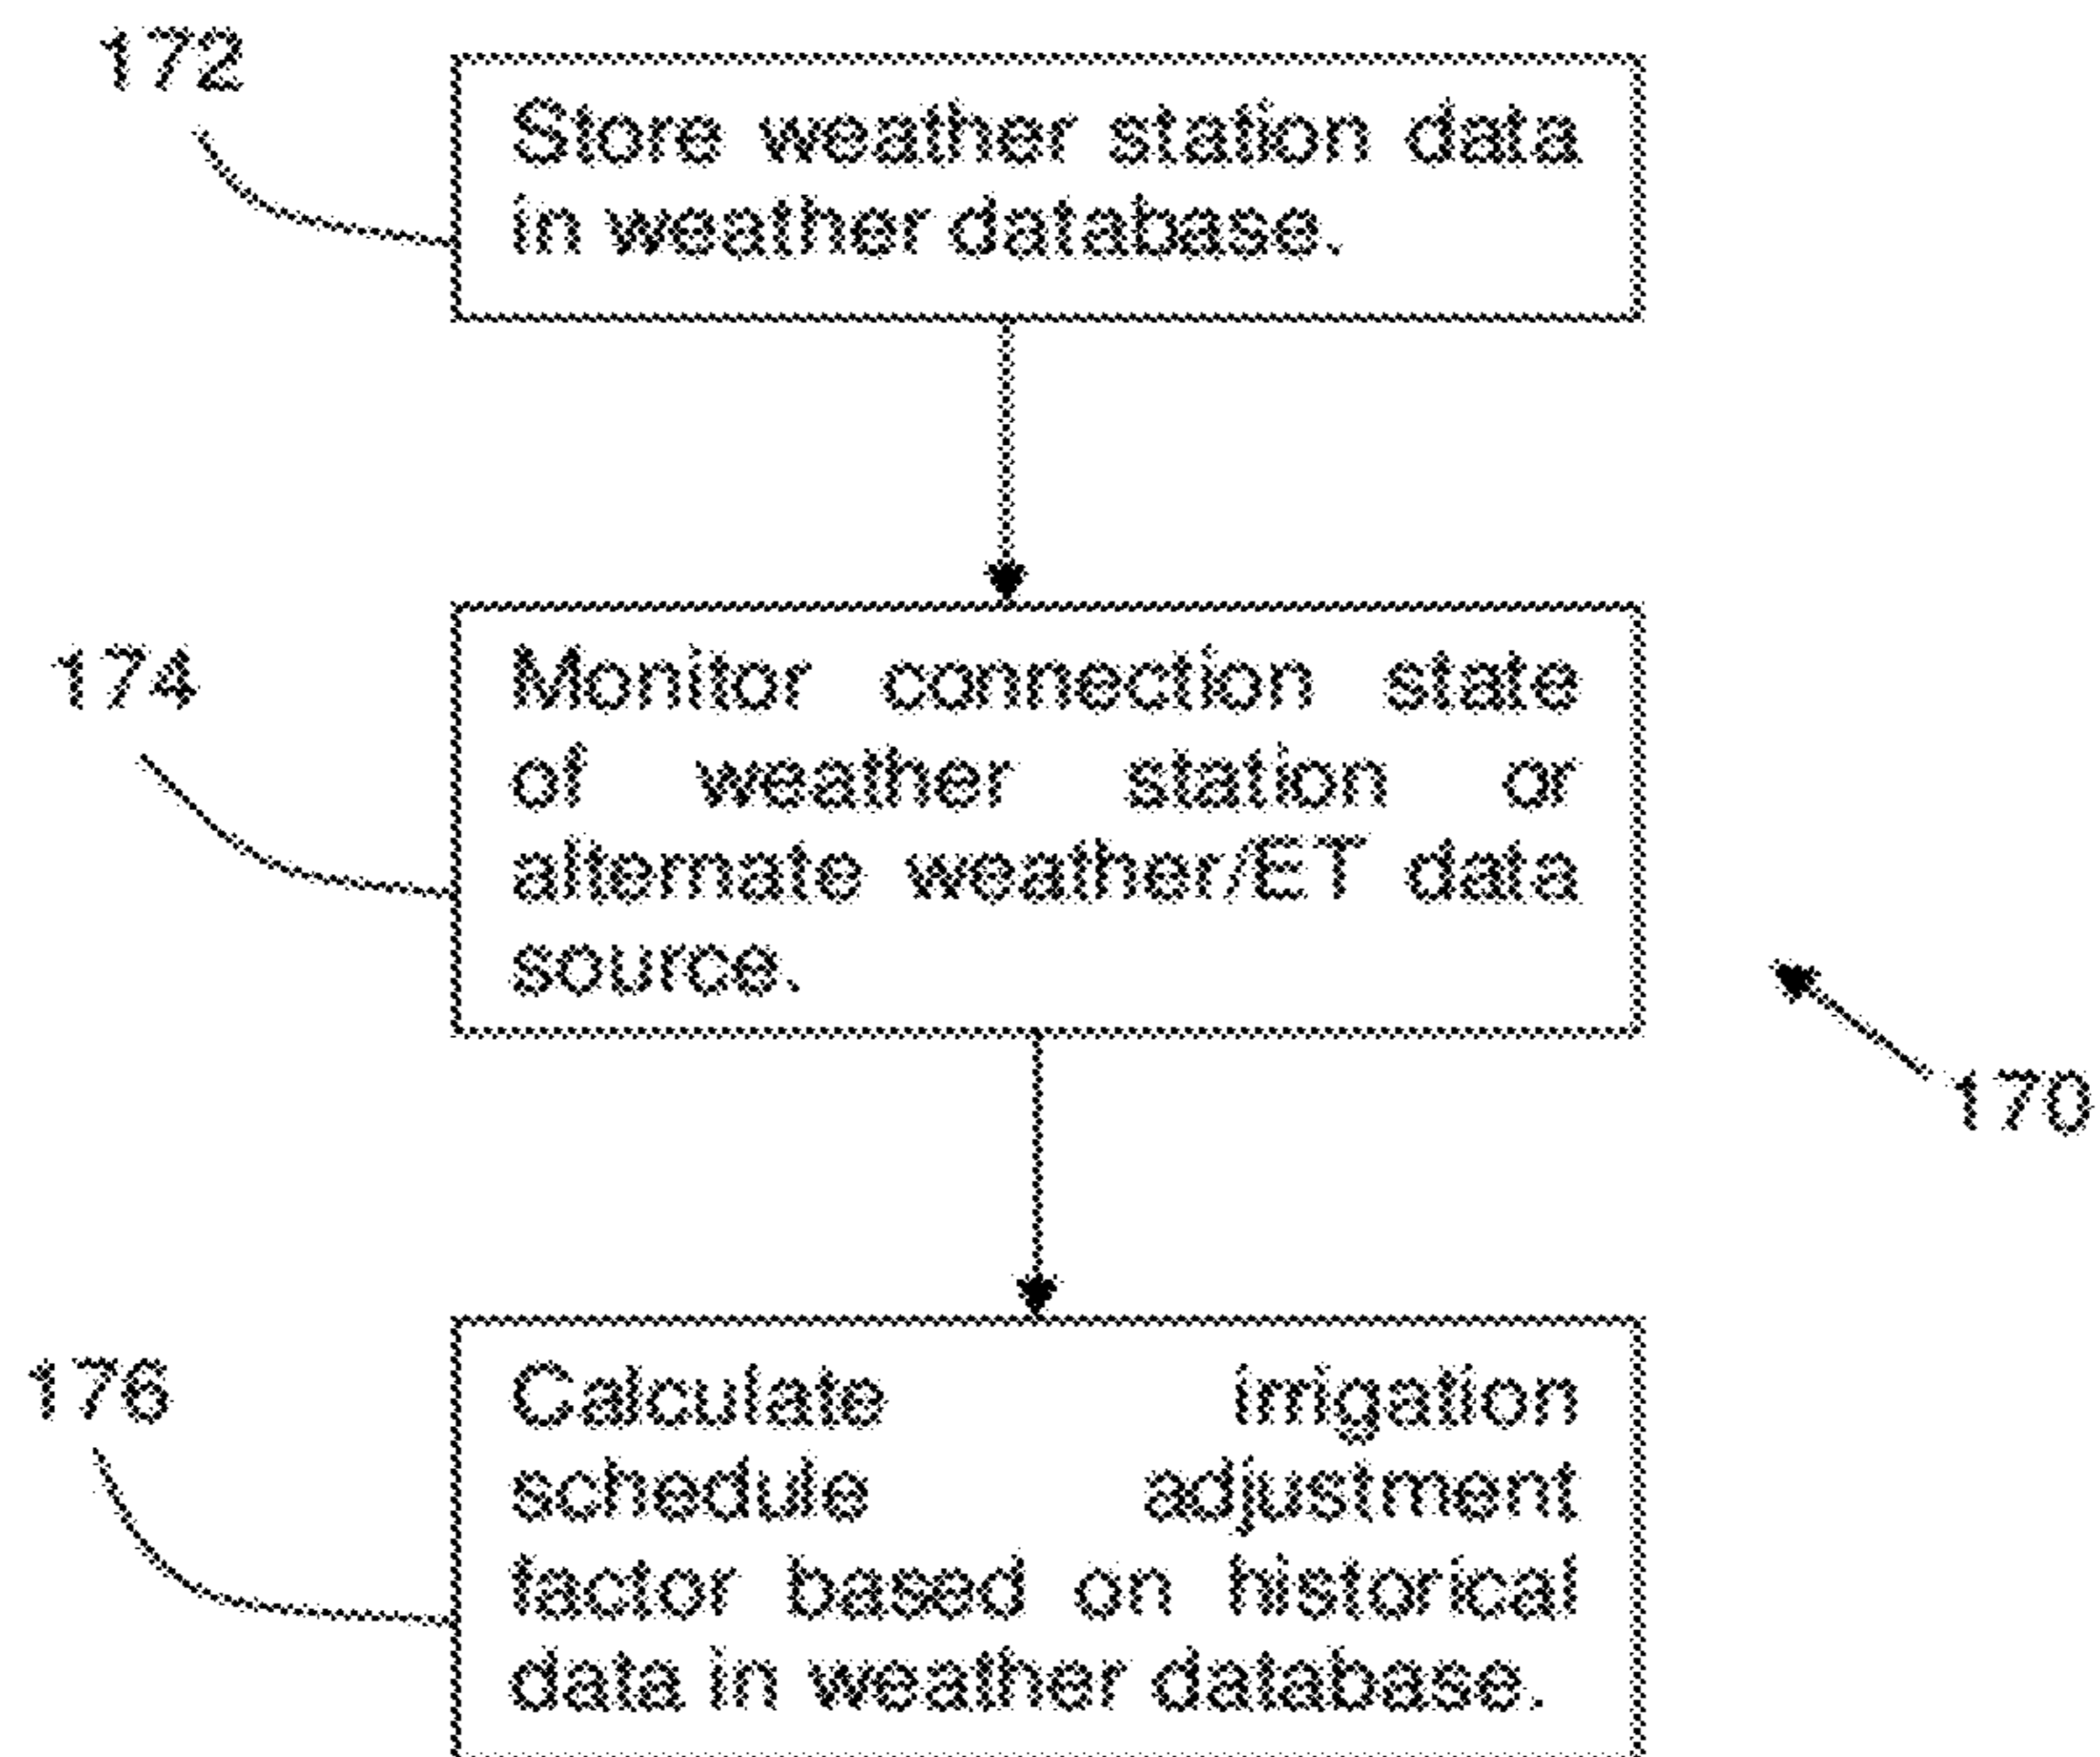 172
Store weather station data
in weather database.
174
Monitor connection state
of weather station or
alternate weather/ET data
source.
170
176
Calculate irrigation
schedule adjustment
factor based on historical
data in weather database.